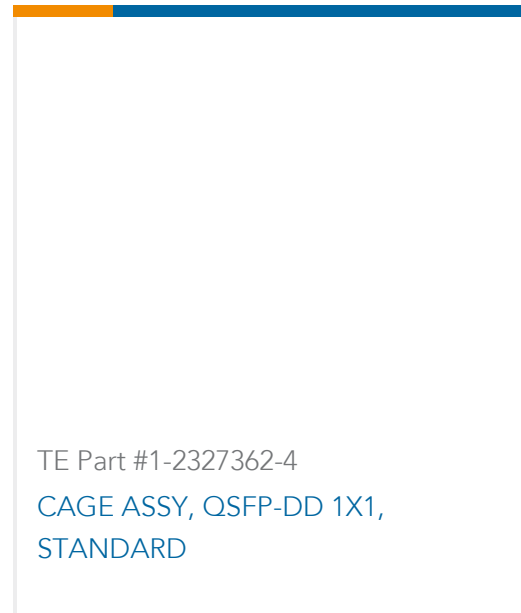 TE Part #1-2327362-4
CAGE ASSY, QSFP-DD 1X1,
STANDARD